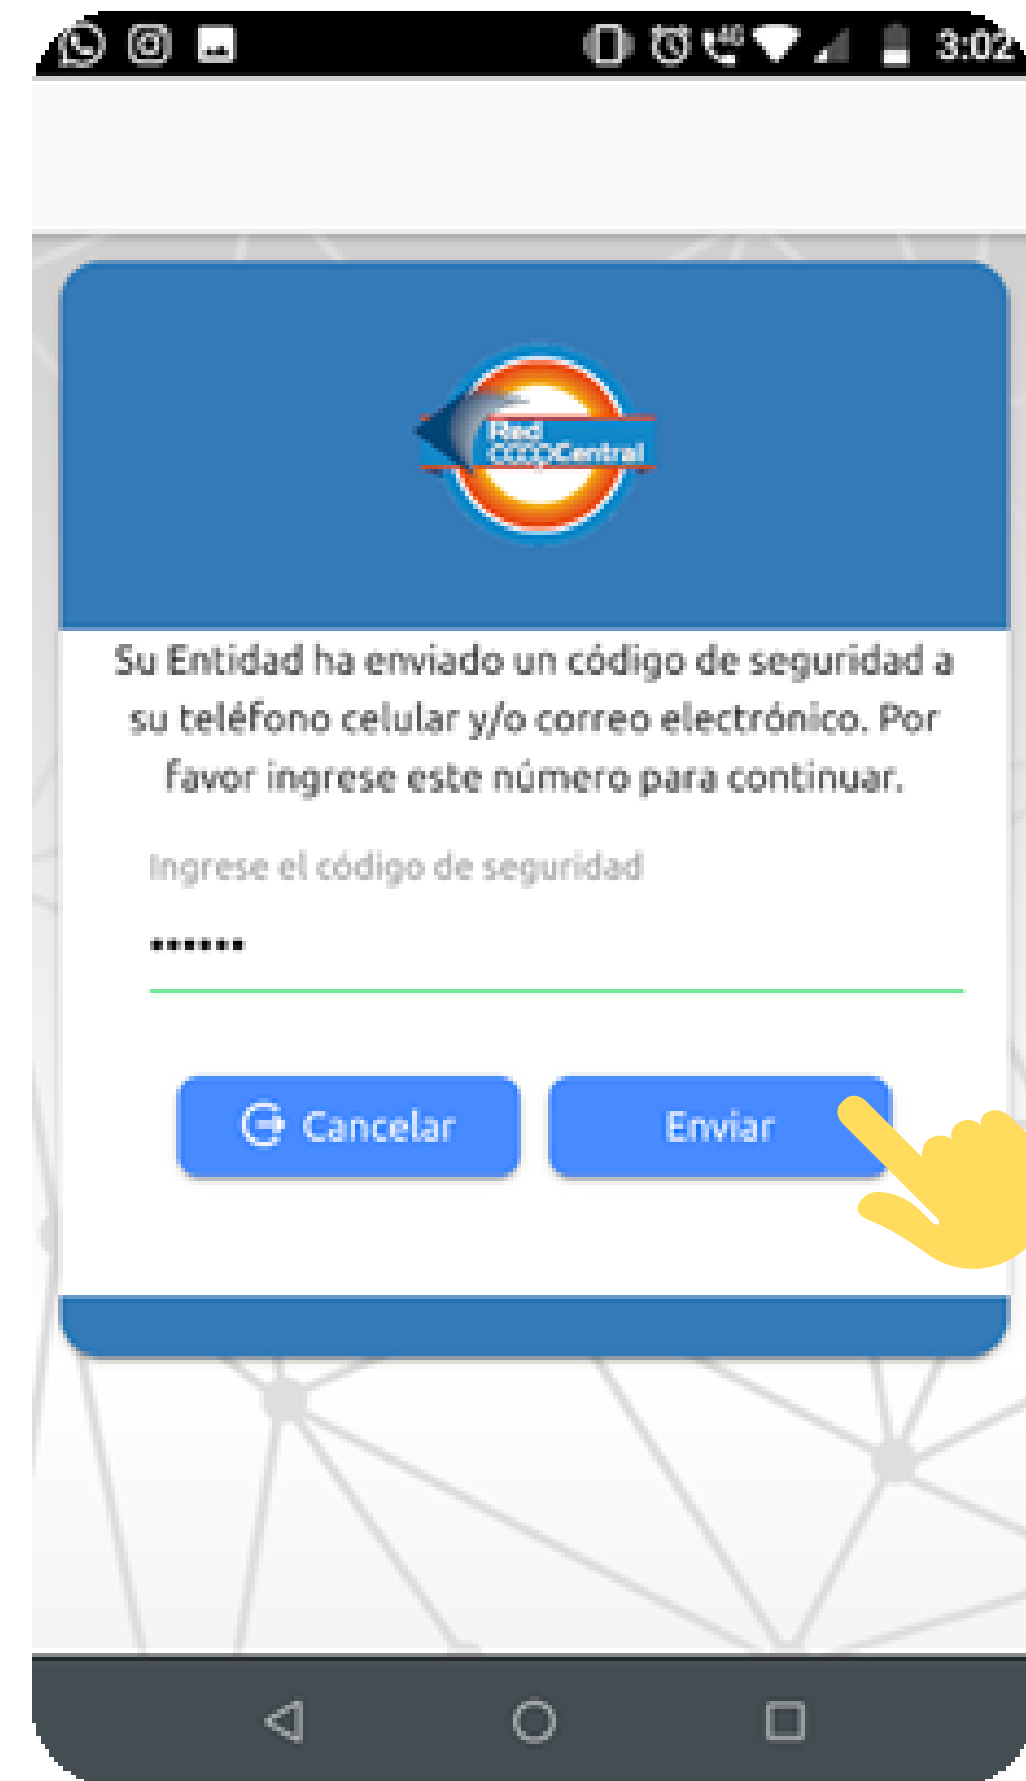 3:02
Red
coopCentral
Su Entidad ha enviado un código de seguridad a
su teléfono celular y/o correo electrónico. Por
favor ingrese este número para continuar.
Ingrese el código de seguridad
••••••
Cancelar
Enviar